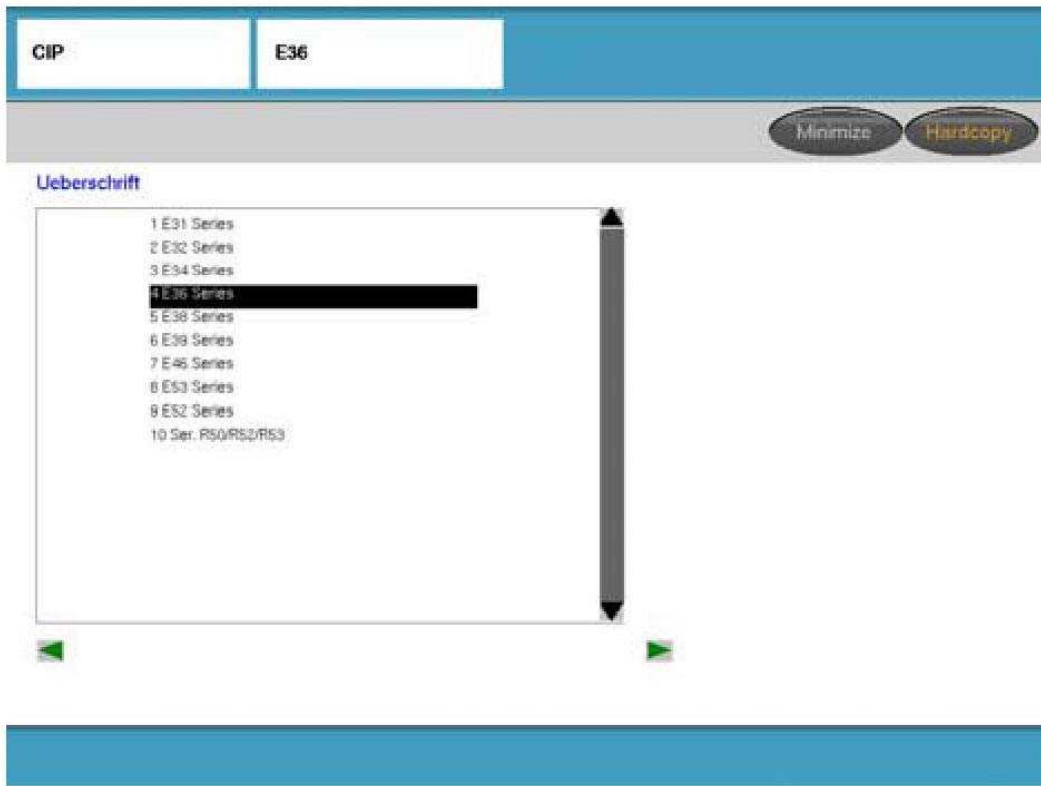 CIP E36
Minimize Hardcopy
Ueberschrift
1 E31 Series
2 E32 Series
3 E34 Series
4 E36 Series
5 E38 Series
6 E39 Series
7 E46 Series
8 E53 Series
9 E52 Series
10 Ser. R50/R52/R53